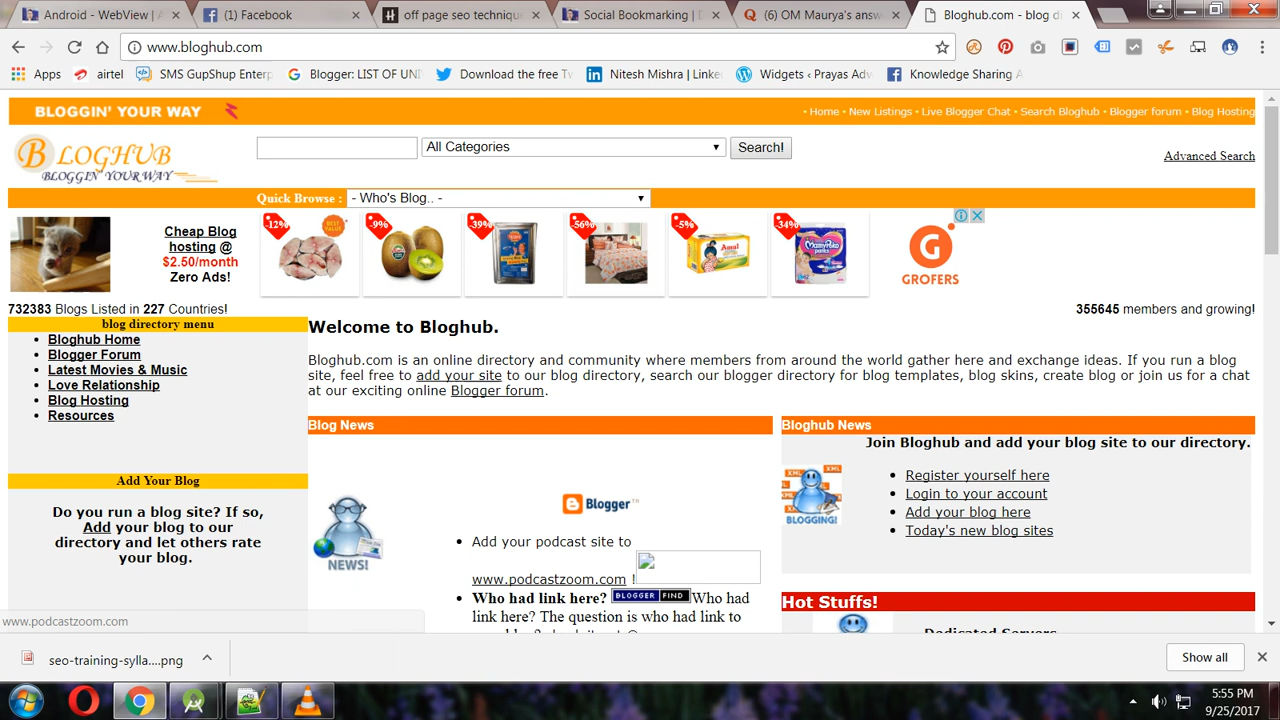 Android - WebView | A
(1) Facebook
off page seo techniqu
Social Bookmarking | D
(6) OM Maurya's answ
Bloghub.com - blog di
www.bloghub.com
Apps
airtel
SMS GupShup Enterp
Blogger: LIST OF UNI
Download the free Tw
Nitesh Mishra | Linke
Widgets ‹ Prayas Adv
Knowledge Sharing A
BLOGGIN' YOUR WAY
• Home • New Listings • Live Blogger Chat • Search Bloghub • Blogger forum • Blog Hosting
BLOGHUB
BLOGGIN YOUR WAY
All Categories
Search!
Advanced Search
Quick Browse :
- Who's Blog.. -
Cheap Blog
hosting @
$2.50/month
Zero Ads!
-12%
BEST VALUE
-9%
-39%
-56%
-5%
Amul
-34%
MamyPoko
pants
GROFERS
732383 Blogs Listed in 227 Countries!
355645 members and growing!
blog directory menu
Bloghub Home
Blogger Forum
Latest Movies & Music
Love Relationship
Blog Hosting
Resources
Add Your Blog
Do you run a blog site? If so,
Add your blog to our
directory and let others rate
your blog.
Welcome to Bloghub.
Bloghub.com is an online directory and community where members from around the world gather here and exchange ideas. If you run a blog
site, feel free to add your site to our blog directory, search our blogger directory for blog templates, blog skins, create blog or join us for a chat
at our exciting online Blogger forum.
Blog News
NEWS!
Blogger™
Add your podcast site to
www.podcastzoom.com !
Who had link here? BLOGGER FIND Who had
link here? The question is who had link to
Bloghub News
Join Bloghub and add your blog site to our directory.
XML
XML
XML
BLOGGING!
Register yourself here
Login to your account
Add your blog here
Today's new blog sites
Hot Stuffs!
Dedicated Servers
www.podcastzoom.com
seo-training-sylla....png
Show all
5:55 PM
9/25/2017